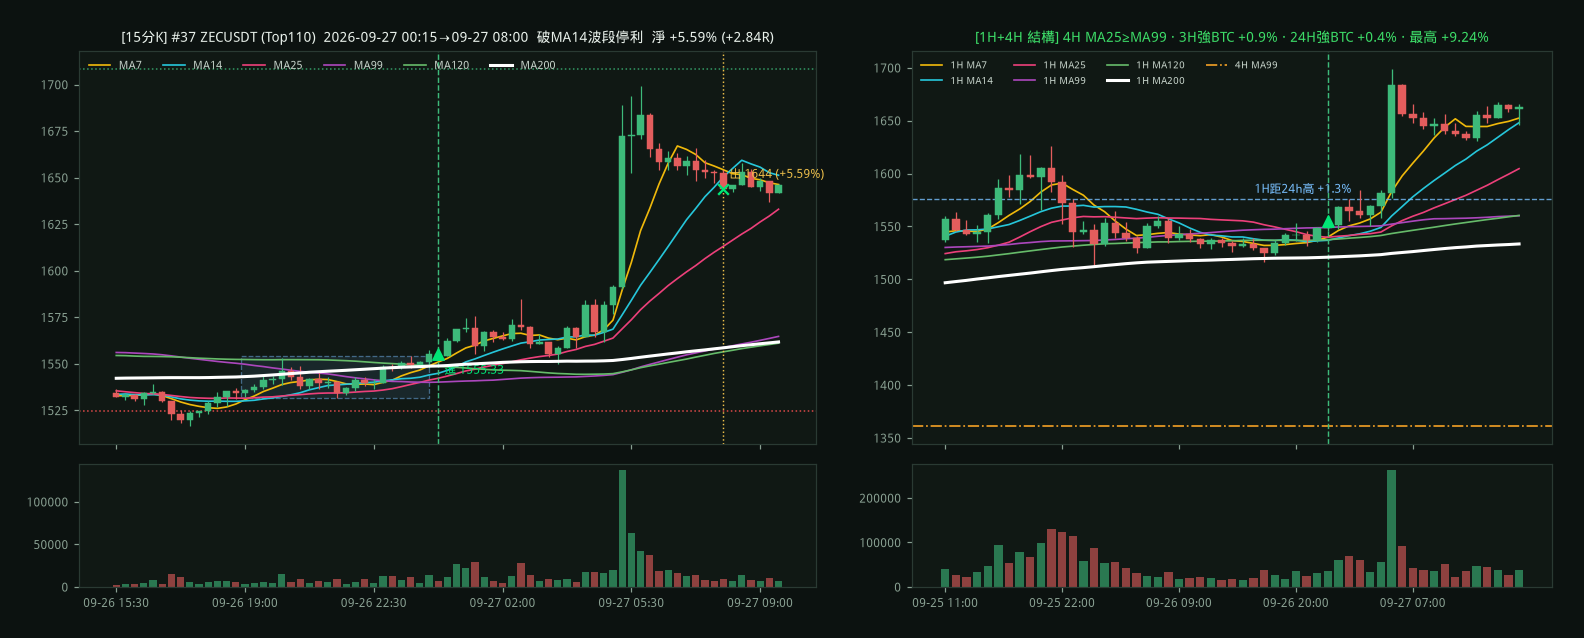 [15分K] #37 ZECUSDT (Top110)  2026-09-27 00:15→09-27 08:00  破MA14波段停利  淨 +5.59% (+2.84R)
MA7 MA14 MA25 MA99 MA120 MA200
1700
1675
1650
1625
1600
1575
1550
1525
1644 (+5.59%)
100000
50000
0
09-26 15:30 09-26 19:00 09-26 22:30 09-27 02:00 09-27 05:30 09-27 09:00
[1H+4H 結構] 4H MA25≥MA99 · 3H強BTC +0.9% · 24H強BTC +0.4% · 最高 +9.24%
1H MA7 1H MA25 1H MA120 4H MA99
1H MA14 1H MA99 1H MA200
1700
1650
1600
1550
1500
1450
1400
1350
1H距24h高 +1.3%
200000
100000
0
09-25 11:00 09-25 22:00 09-26 09:00 09-26 20:00 09-27 07:00